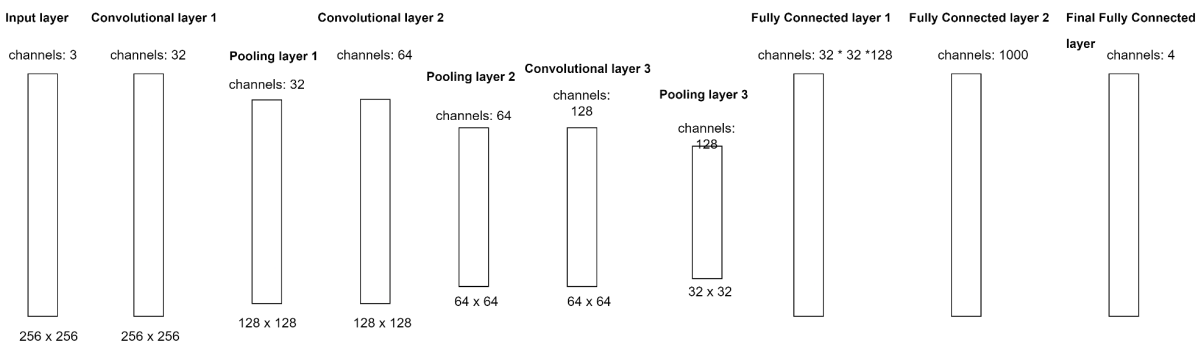 Input layer
channels: 3
256 x 256
Convolutional layer 1
channels: 32
256 x 256
Pooling layer 1
channels: 32
128 x 128
Convolutional layer 2
channels: 64
128 x 128
Pooling layer 2
channels: 64
64 x 64
Convolutional layer 3
channels:
128
64 x 64
Pooling layer 3
channels:
128
32 x 32
Fully Connected layer 1
channels: 32 * 32 *128
Fully Connected layer 2
channels: 1000
Final Fully Connected
layer
channels: 4